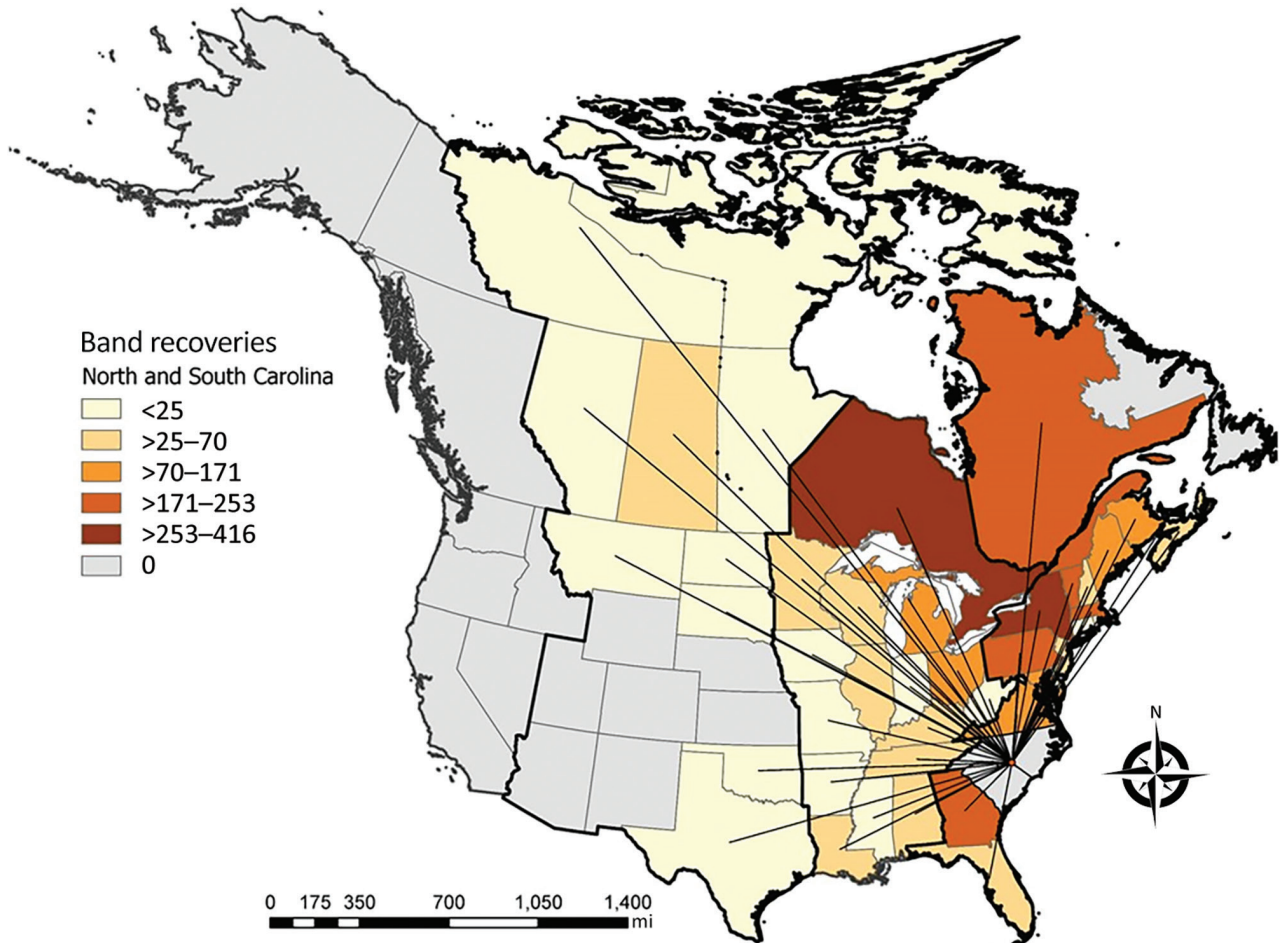 Band recoveries
North and South Carolina
<25
>25–70
>70–171
>171–253
>253–416
0
N
0 175 350 700 1,050 1,400
mi